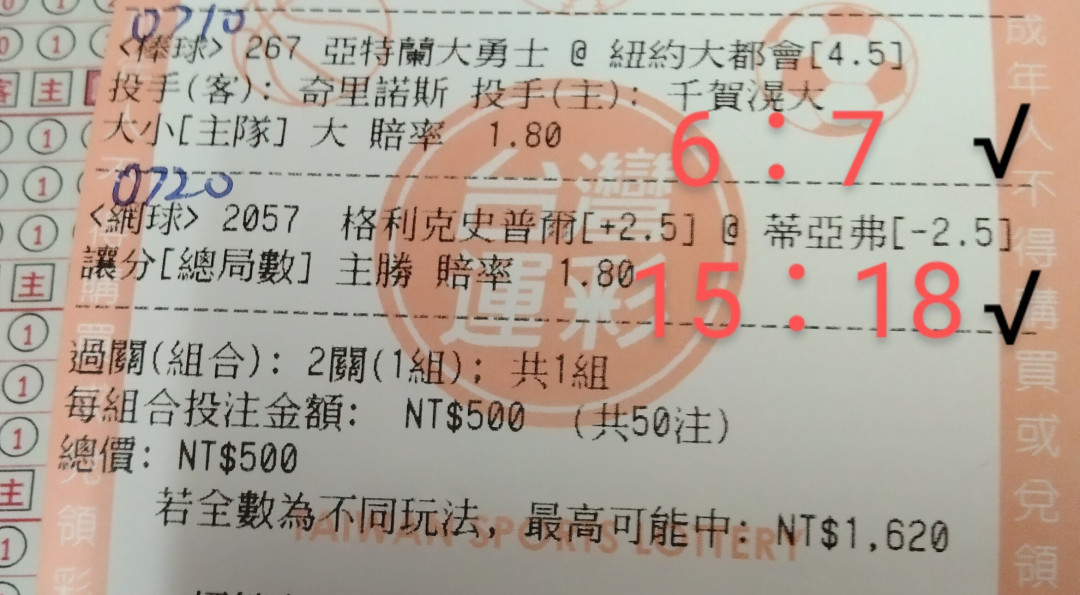 0710
<棒球> 267 亞特蘭大勇士 @ 紐約大都會[4.5]
投手(客): 奇里諾斯 投手(主): 千賀滉大
大小[主隊] 大 賠率 1.80
6:7 √
0720
<網球> 2057 格利克史普爾[+2.5] @ 蒂亞弗[-2.5]
讓分[總局數] 主勝 賠率 1.80
15:18 √
過關(組合): 2關(1組); 共1組
每組合投注金額: NT$500 (共50注)
總價: NT$500
若全數為不同玩法, 最高可能中: NT$1,620
台灣
運彩
TAIWAN SPORTS LOTTERY
成年人不得購買或兌領